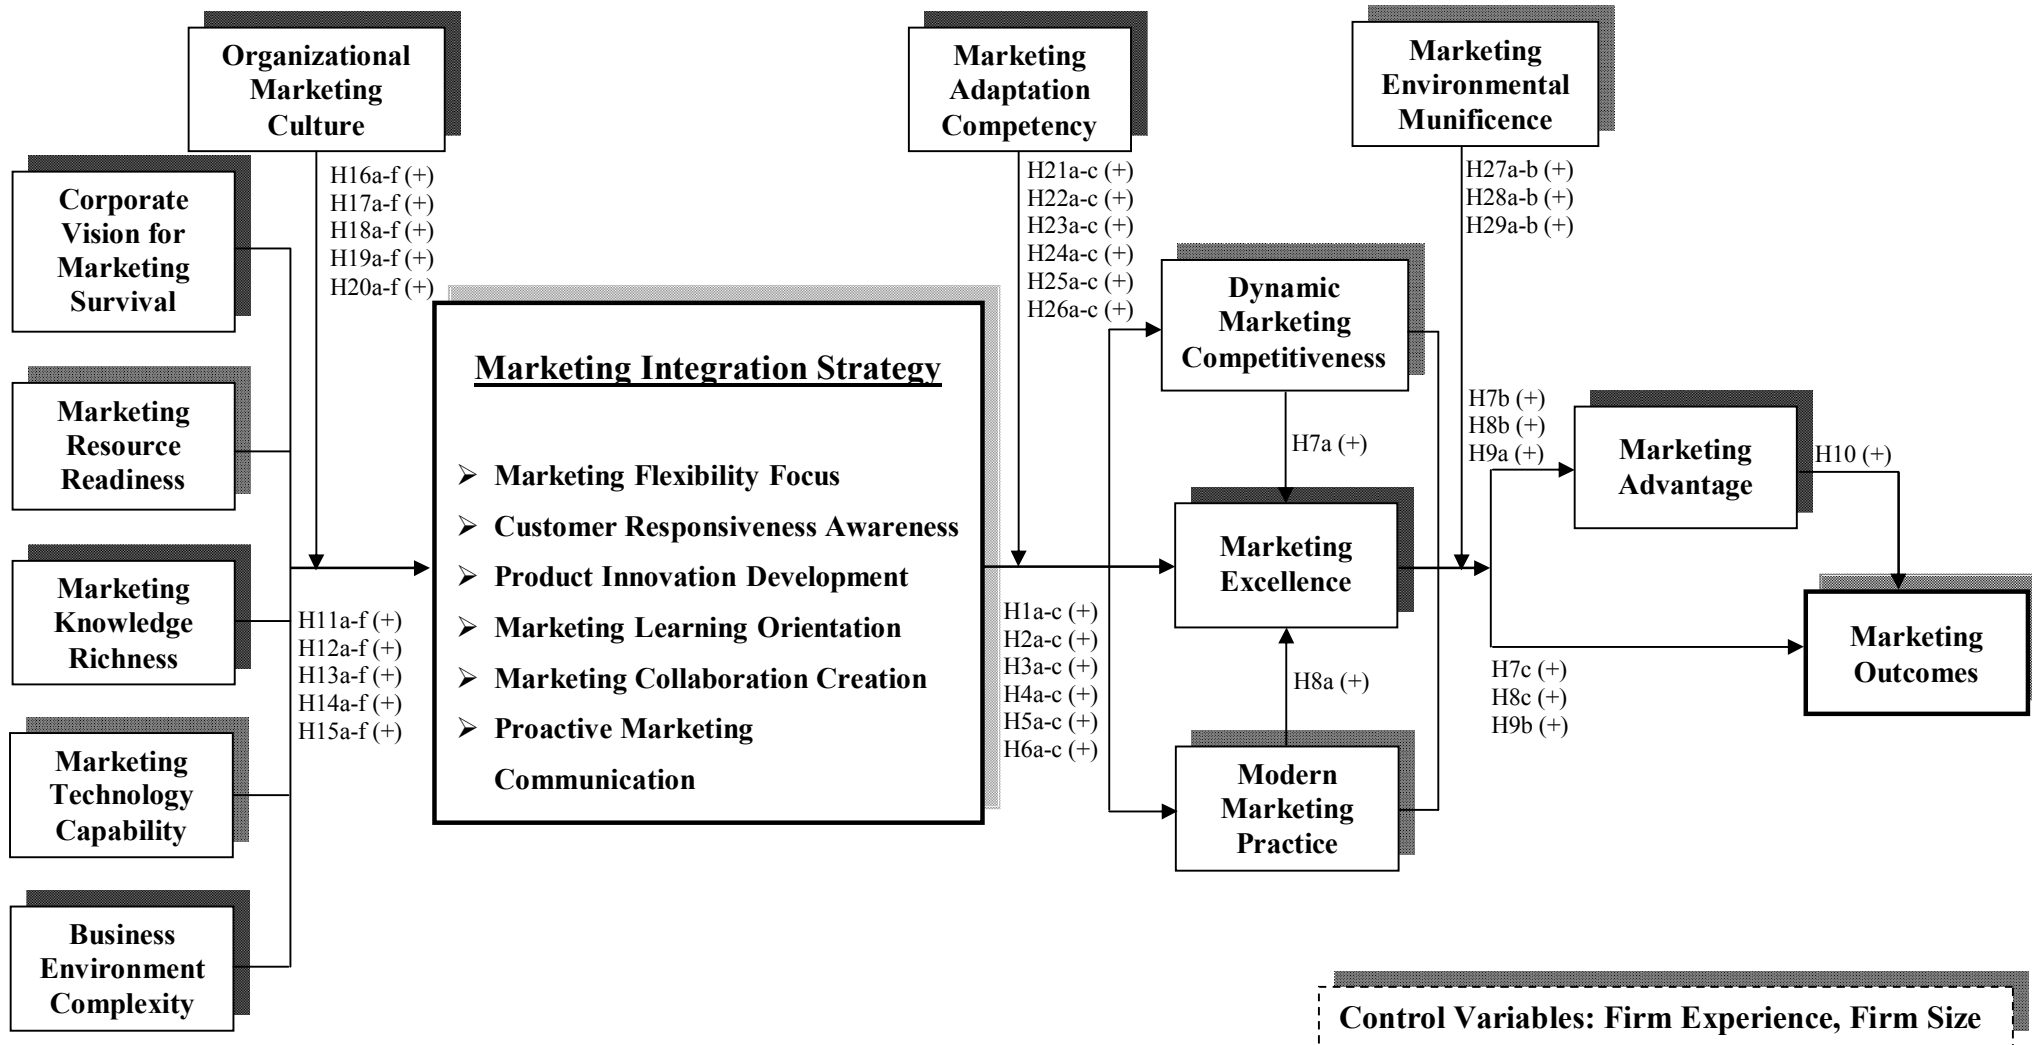 Organizational
Marketing
Culture
Marketing
Adaptation
Competency
Marketing
Environmental
Munificence
H16a-f (+)
H17a-f (+)
H18a-f (+)
H19a-f (+)
H20a-f (+)
H21a-c (+)
H22a-c (+)
H23a-c (+)
H24a-c (+)
H25a-c (+)
H26a-c (+)
H27a-b (+)
H28a-b (+)
H29a-b (+)
Corporate
Vision for
Marketing
Survival
Marketing
Resource
Readiness
Marketing
Knowledge
Richness
Marketing
Technology
Capability
Business
Environment
Complexity
H11a-f (+)
H12a-f (+)
H13a-f (+)
H14a-f (+)
H15a-f (+)
Marketing Integration Strategy
➢ Marketing Flexibility Focus
➢ Customer Responsiveness Awareness
➢ Product Innovation Development
➢ Marketing Learning Orientation
➢ Marketing Collaboration Creation
➢ Proactive Marketing
Communication
H1a-c (+)
H2a-c (+)
H3a-c (+)
H4a-c (+)
H5a-c (+)
H6a-c (+)
Dynamic
Marketing
Competitiveness
H7a (+)
Marketing
Excellence
H8a (+)
Modern
Marketing
Practice
H7b (+)
H8b (+)
H9a (+)
Marketing
Advantage
H10 (+)
H7c (+)
H8c (+)
H9b (+)
Marketing
Outcomes
Control Variables: Firm Experience, Firm Size